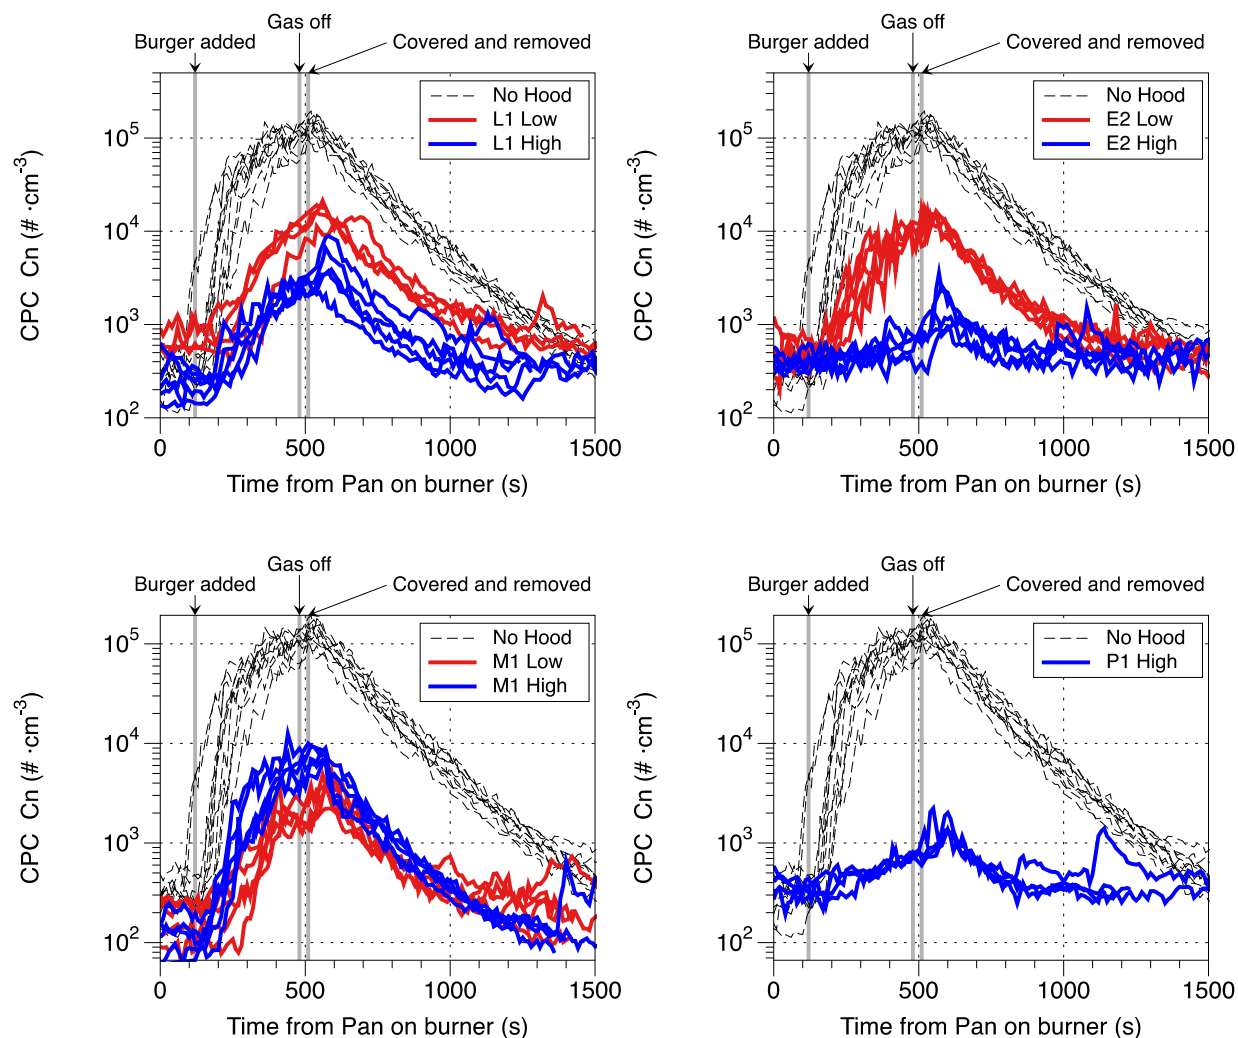 Gas off
Burger added
Covered and removed
No Hood
L1 Low
L1 High
10^5
10^4
10^3
10^2
CPC Cn (# ·cm^-3)
0 500 1000 1500
Time from Pan on burner (s)
Gas off
Burger added
Covered and removed
No Hood
E2 Low
E2 High
10^5
10^4
10^3
10^2
CPC Cn (# ·cm^-3)
0 500 1000 1500
Time from Pan on burner (s)
Gas off
Burger added
Covered and removed
No Hood
M1 Low
M1 High
10^5
10^4
10^3
10^2
CPC Cn (# ·cm^-3)
0 500 1000 1500
Time from Pan on burner (s)
Gas off
Burger added
Covered and removed
No Hood
P1 High
10^5
10^4
10^3
10^2
CPC Cn (# ·cm^-3)
0 500 1000 1500
Time from Pan on burner (s)